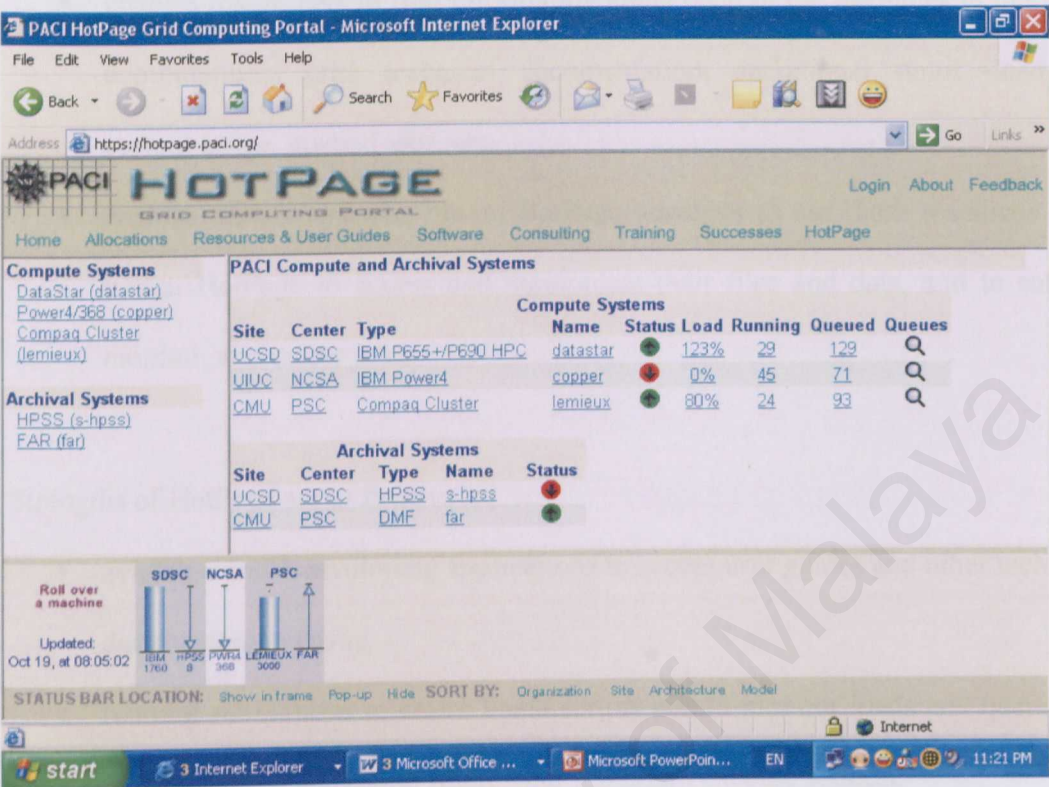 PACI HotPage Grid Computing Portal - Microsoft Internet Explorer
File Edit View Favorites Tools Help
Back Search Favorites
Address https://hotpage.paci.org/ Go Links »
PACI HOTPAGE
GRID COMPUTING PORTAL
Login About Feedback
Home Allocations Resources & User Guides Software Consulting Training Successes HotPage
Compute Systems
DataStar (datastar)
Power4/368 (copper)
Compaq Cluster
(lemieux)
Archival Systems
HPSS (s-hpss)
FAR (far)
PACI Compute and Archival Systems
Compute Systems
Site Center Type Name Status Load Running Queued Queues
UCSD SDSC IBM P655+/P690 HPC datastar 123% 29 129
UIUC NCSA IBM Power4 copper 0% 45 71
CMU PSC Compaq Cluster lemieux 80% 24 93
Archival Systems
Site Center Type Name Status
UCSD SDSC HPSS s-hpss
CMU PSC DMF far
Roll over
a machine
Updated:
Oct 19, at 08:05:02
SDSC NCSA PSC
IBM HPSS PWR4 LEMIEUX FAR
1760 8 368 3000
STATUS BAR LOCATION: Show in frame Pop-up Hide SORT BY: Organization Site Architecture Model
Internet
start 3 Internet Explorer 3 Microsoft Office ... Microsoft PowerPoin... EN 11:21 PM
of Malaya